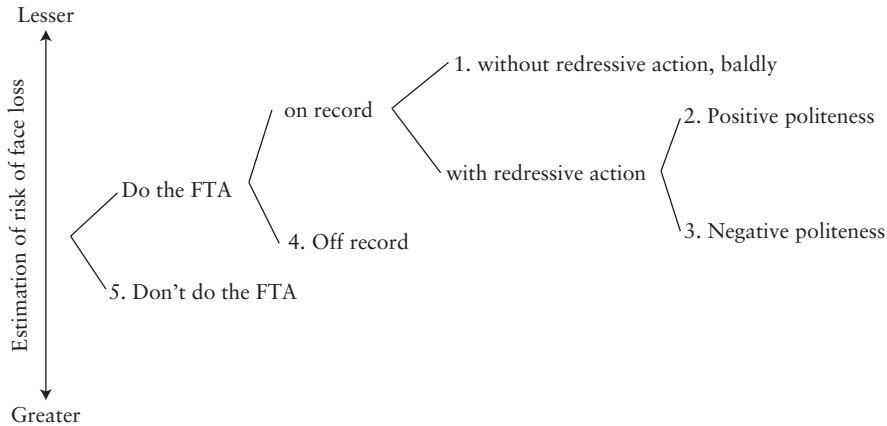 Lesser
Estimation of risk of face loss
1. without redressive action, baldly
on record
2. Positive politeness
with redressive action
Do the FTA
3. Negative politeness
4. Off record
5. Don't do the FTA
Greater